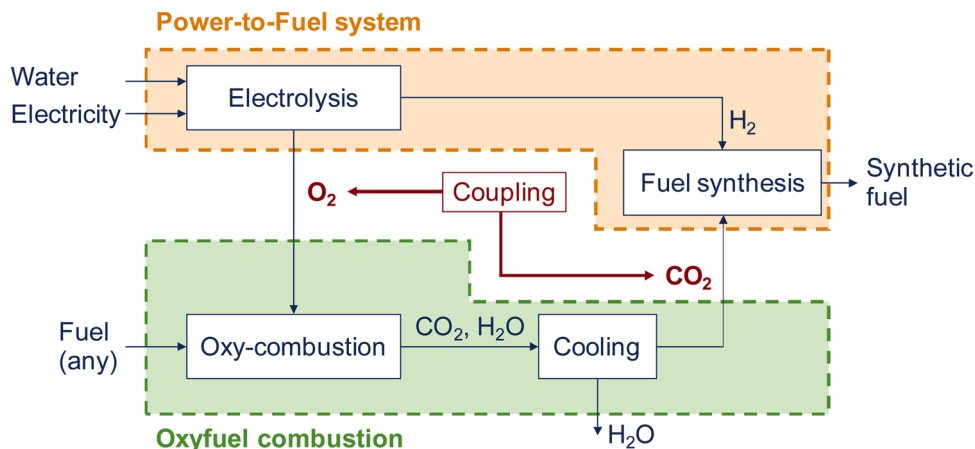 Power-to-Fuel system
Water
Electricity
Electrolysis
H₂
Fuel synthesis
Synthetic
fuel
O₂
Coupling
CO₂
Fuel
(any)
Oxy-combustion
CO₂, H₂O
Cooling
H₂O
Oxyfuel combustion